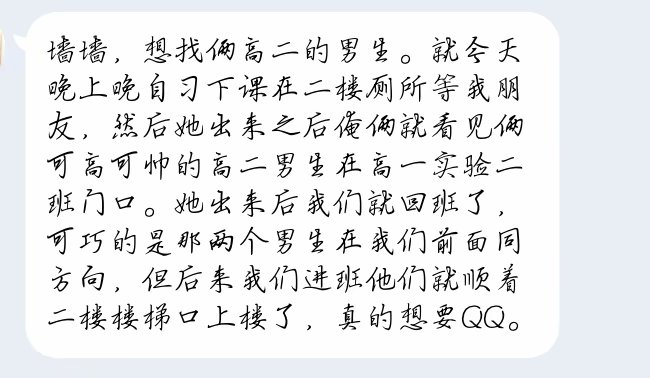 墙墙，想找俩高二的男生。就今天
晚上晚自习下课在二楼厕所等我朋
友，然后她出来之后俺俩就看见俩
可高可帅的高二男生在高一实验二
班门口。她出来后我们就回班了，
可巧的是那两个男生在我们前面同
方向，但后来我们进班他们就顺着
二楼楼梯口上楼了，真的想要QQ。